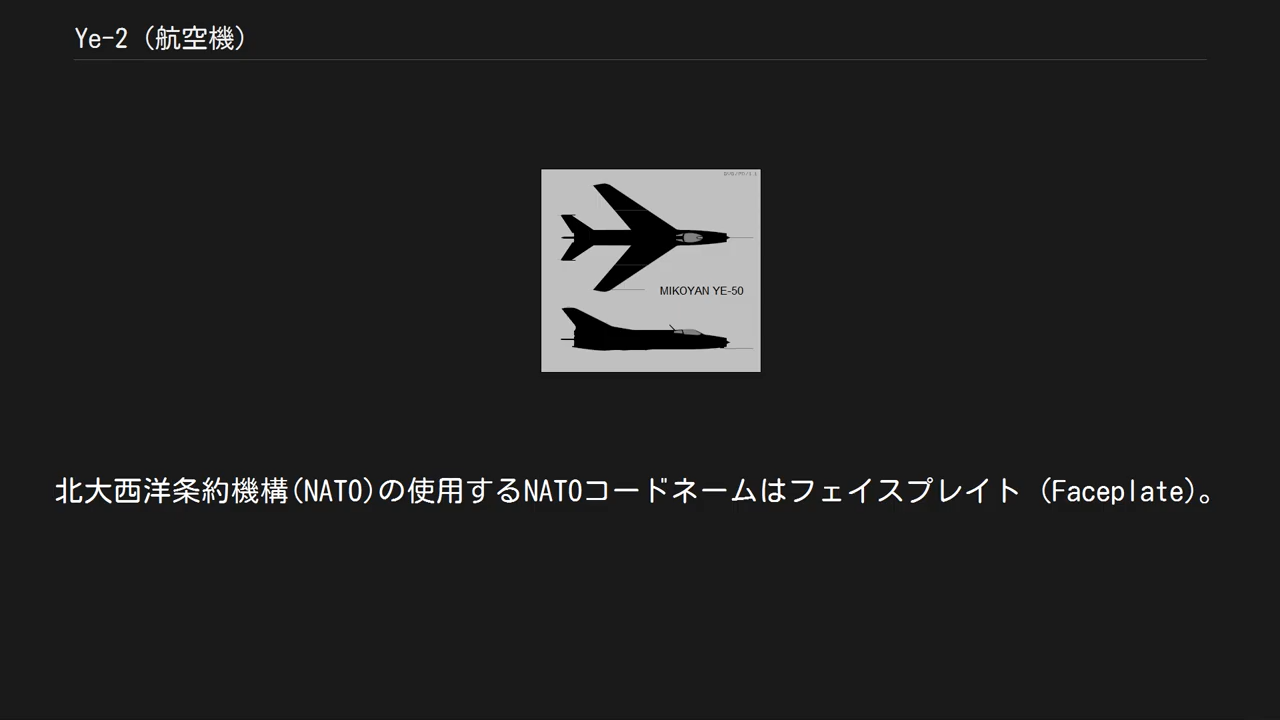 Ye-2 (航空機)
MIKOYAN YE-50
北大西洋条約機構(NATO)の使用するNATOコードネームはフェイスプレイト (Faceplate)。